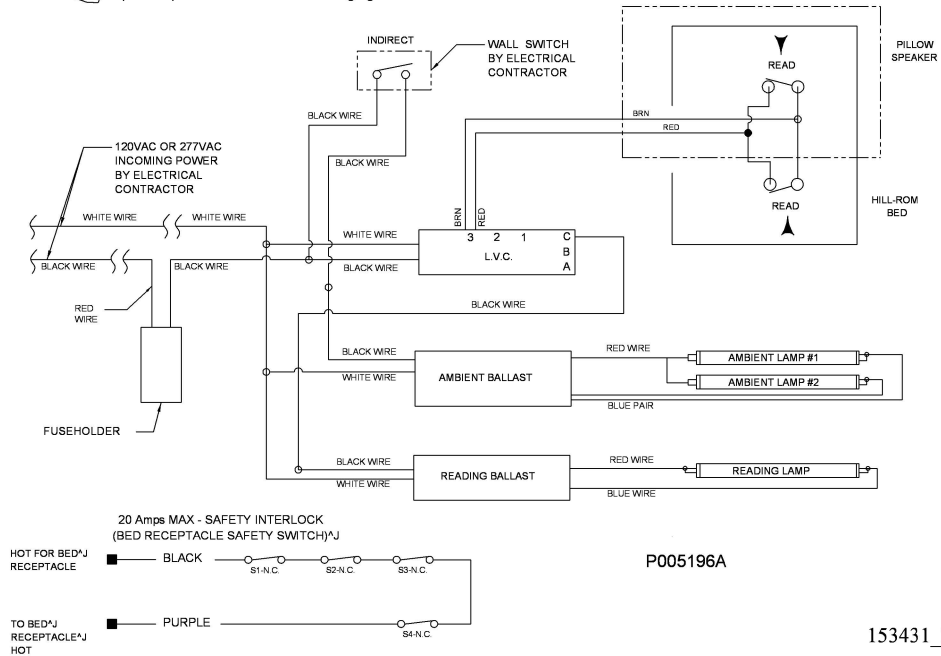 INDIRECT
WALL SWITCH
BY ELECTRICAL
CONTRACTOR
PILLOW
SPEAKER
READ
BLACK WIRE
BRN
RED
120VAC OR 277VAC
INCOMING POWER
BY ELECTRICAL
CONTRACTOR
BLACK WIRE
READ
HILL-ROM
BED
WHITE WIRE
WHITE WIRE
BRN
RED
WHITE WIRE
3 2 1 C
B
A
L.V.C.
BLACK WIRE
BLACK WIRE
BLACK WIRE
RED
WIRE
BLACK WIRE
FUSEHOLDER
BLACK WIRE
WHITE WIRE
AMBIENT BALLAST
RED WIRE
AMBIENT LAMP #1
AMBIENT LAMP #2
BLUE PAIR
BLACK WIRE
WHITE WIRE
READING BALLAST
RED WIRE
READING LAMP
BLUE WIRE
20 Amps MAX - SAFETY INTERLOCK
(BED RECEPTACLE SAFETY SWITCH)^J
HOT FOR BED^J
RECEPTACLE
BLACK
S1-N.C.
S2-N.C.
S3-N.C.
P005196A
TO BED^J
RECEPTACLE^J
HOT
PURPLE
S4-N.C.
153431_